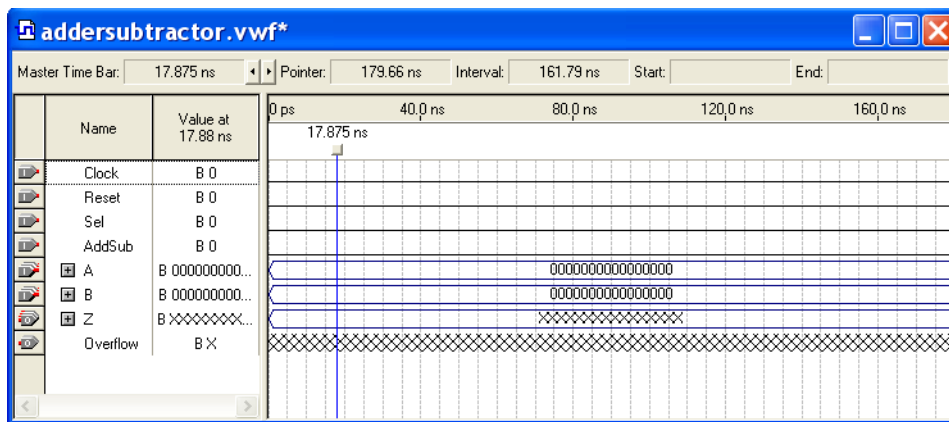 addersubtractor.vwf*
Master Time Bar: 17.875 ns Pointer: 179.66 ns Interval: 161.79 ns Start: End:
Name Value at 17.88 ns
0 ps 40.0 ns 80.0 ns 120.0 ns 160.0 ns
17.875 ns
Clock B 0
Reset B 0
Sel B 0
AddSub B 0
A B 000000000... 0000000000000000
B B 000000000... 0000000000000000
Z B XXXXXXXX... XXXXXXXXXXXXXXXX
Overflow B X